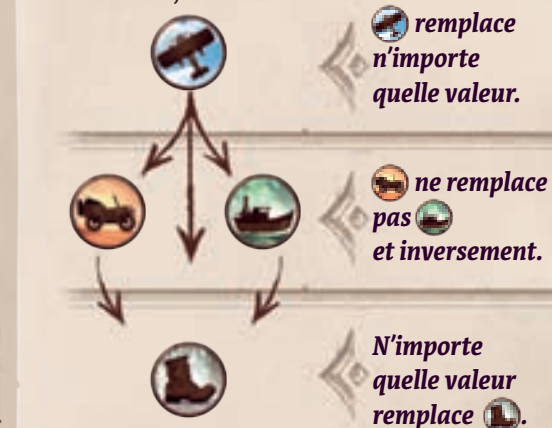 remplace
n'importe
quelle valeur.
ne remplace
pas
et inversement.
N'importe
quelle valeur
remplace .